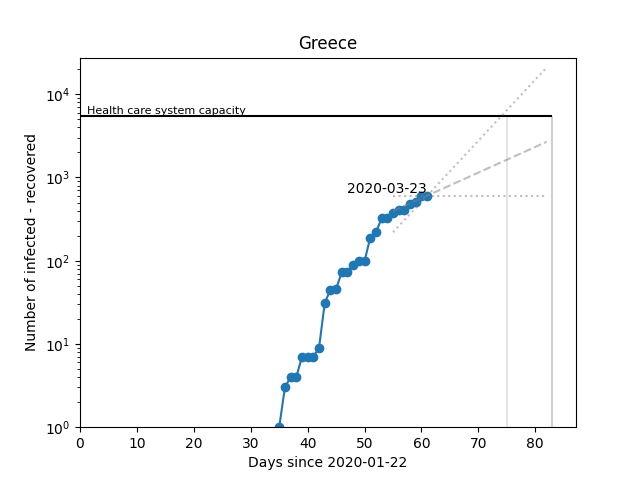 Greece
Number of infected - recovered
10^4
10^3
10^2
10^1
10^0
Health care system capacity
2020-03-23
0 10 20 30 40 50 60 70 80
Days since 2020-01-22